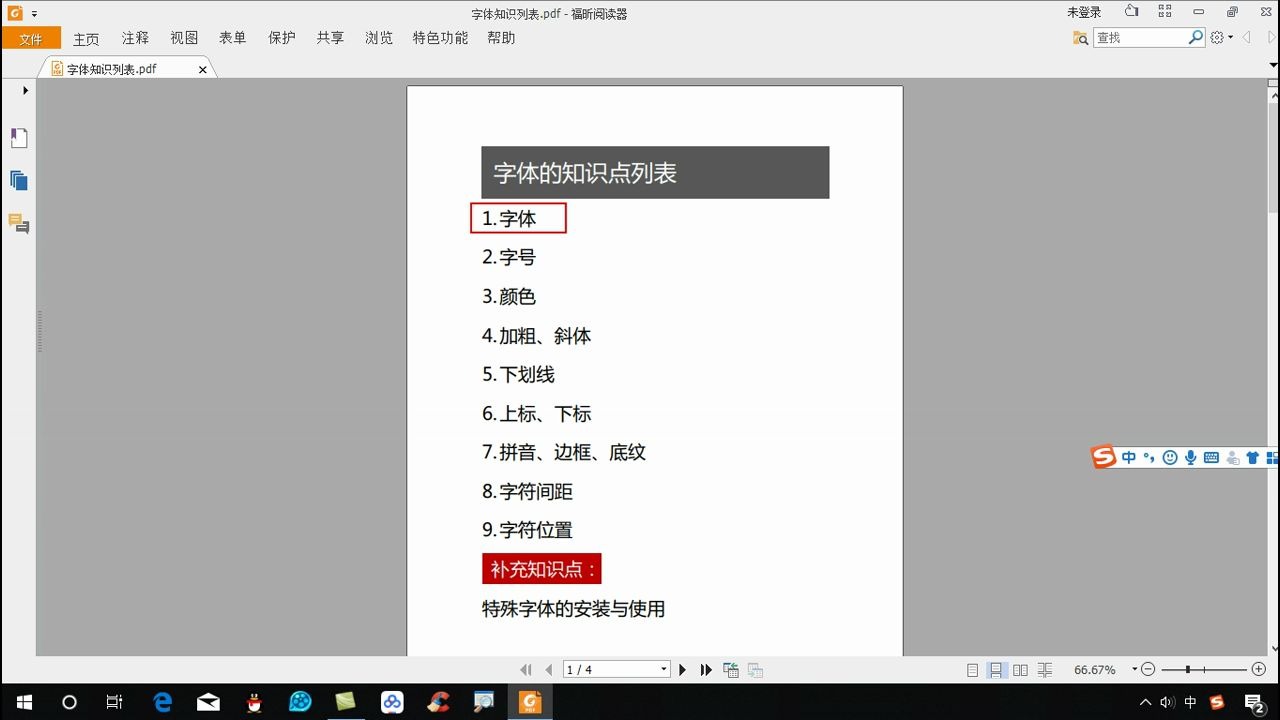 字体知识列表.pdf - 福昕阅读器
未登录
文件 主页 注释 视图 表单 保护 共享 浏览 特色功能 帮助
查找
字体知识列表.pdf
字体的知识点列表
1.字体
2.字号
3.颜色
4.加粗、斜体
5.下划线
6.上标、下标
7.拼音、边框、底纹
中
8.字符间距
9.字符位置
补充知识点：
特殊字体的安装与使用
1 / 4
66.67%
中
2